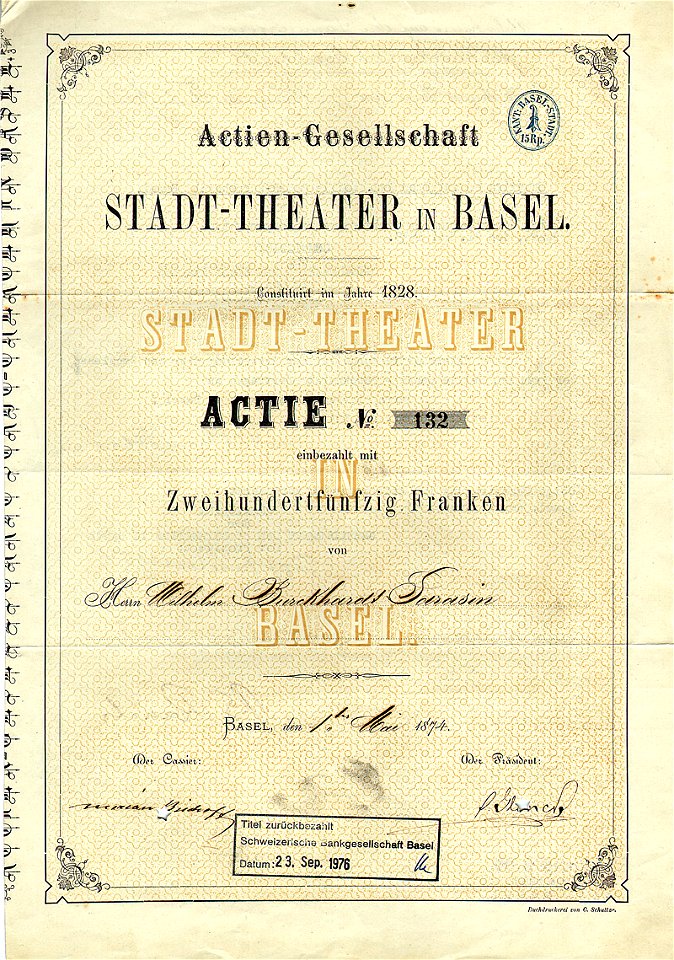 Actien-Gesellschaft
KANT. BASEL-STADT.
15 Rp.
STADT-THEATER IN BASEL.
Constituirt im Jahre 1828.
STADT-THEATER
ACTIE No. 132
einbezahlt mit
IN
Zweihundertfünfzig Franken
von
Herrn Wilhelm Burckhardt Sarasin
BASEL.
BASEL, den 1ten Mai 1874.
Der Cassier:
Der Präsident:
Titel zurückbezahlt
Schweizerische Bankgesellschaft Basel
Datum: 23. Sep. 1976
Buchdruckerei von C. Schultze.